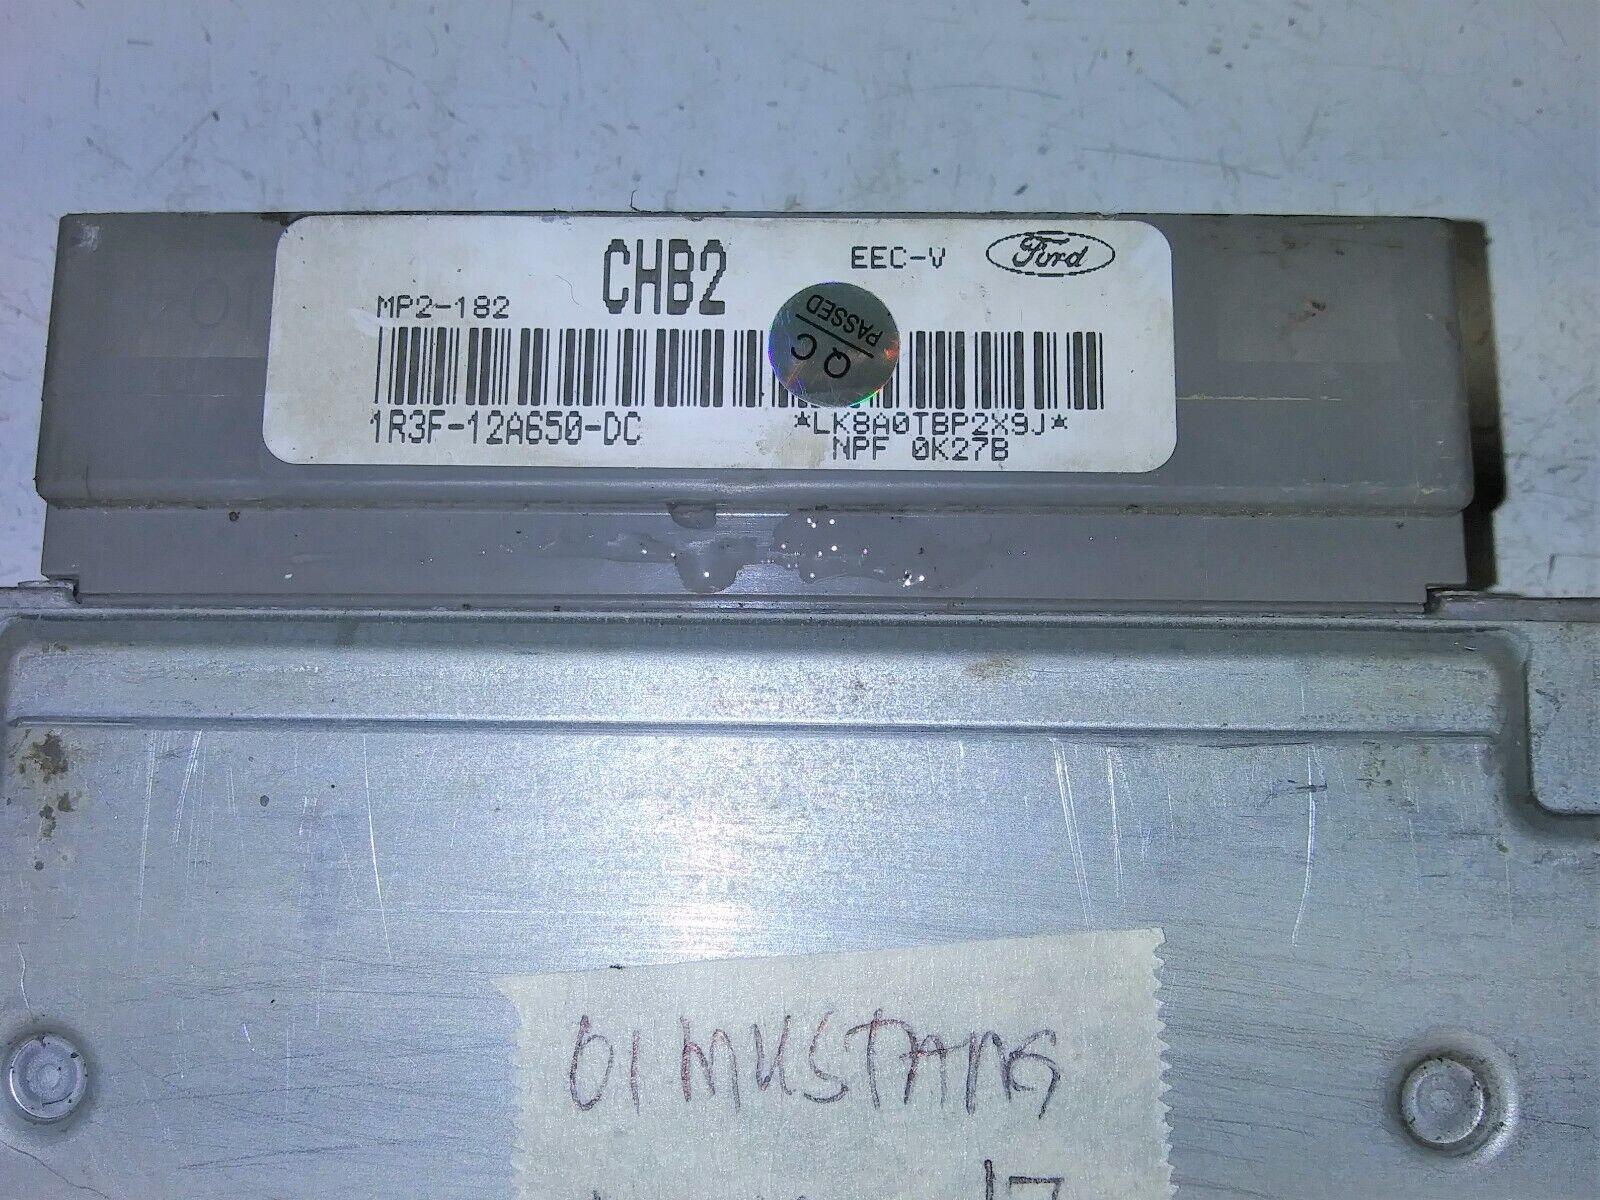 CHB2
EEC-V
Ford
MP2-182
QC
PASSED
1R3F-12A650-DC
*LK8A0TBP2X9J*
NPF 0K27B
01 MUSTANG